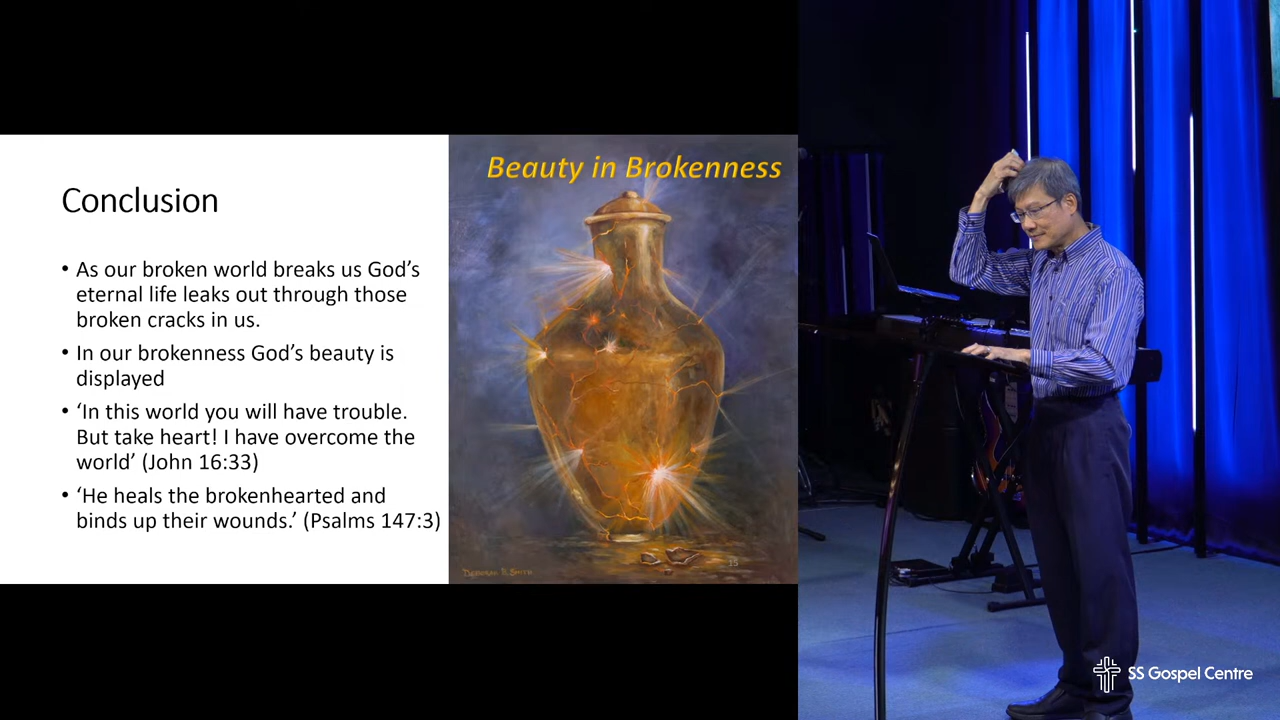 Conclusion
• As our broken world breaks us God’s
eternal life leaks out through those
broken cracks in us.
• In our brokenness God’s beauty is
displayed
• ‘In this world you will have trouble.
But take heart! I have overcome the
world’ (John 16:33)
• ‘He heals the brokenhearted and
binds up their wounds.’ (Psalms 147:3)
Beauty in Brokenness
Deborah R. Smith
15
SS Gospel Centre